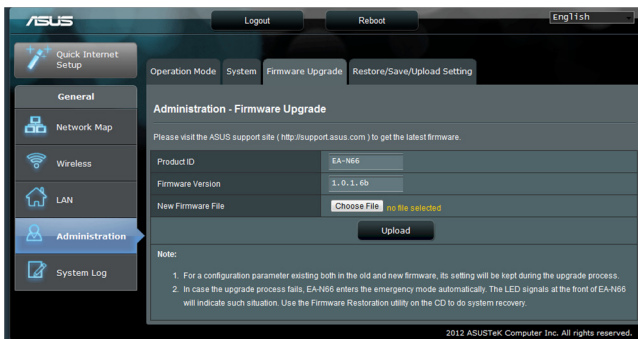 ASUS
Logout
Reboot
English
Quick Internet
Setup
General
Network Map
Wireless
LAN
Administration
System Log
Operation Mode System Firmware Upgrade Restore/Save/Upload Setting
Administration - Firmware Upgrade
Please visit the ASUS support site ( http://support.asus.com ) to get the latest firmware.
Product ID EA-N66
Firmware Version 1.0.1.6b
New Firmware File Choose File no file selected
Upload
Note:
1. For a configuration parameter existing both in the old and new firmware, its setting will be kept during the upgrade process.
2. In case the upgrade process fails, EA-N66 enters the emergency mode automatically. The LED signals at the front of EA-N66
will indicate such situation. Use the Firmware Restoration utility on the CD to do system recovery.
2012 ASUSTeK Computer Inc. All rights reserved.